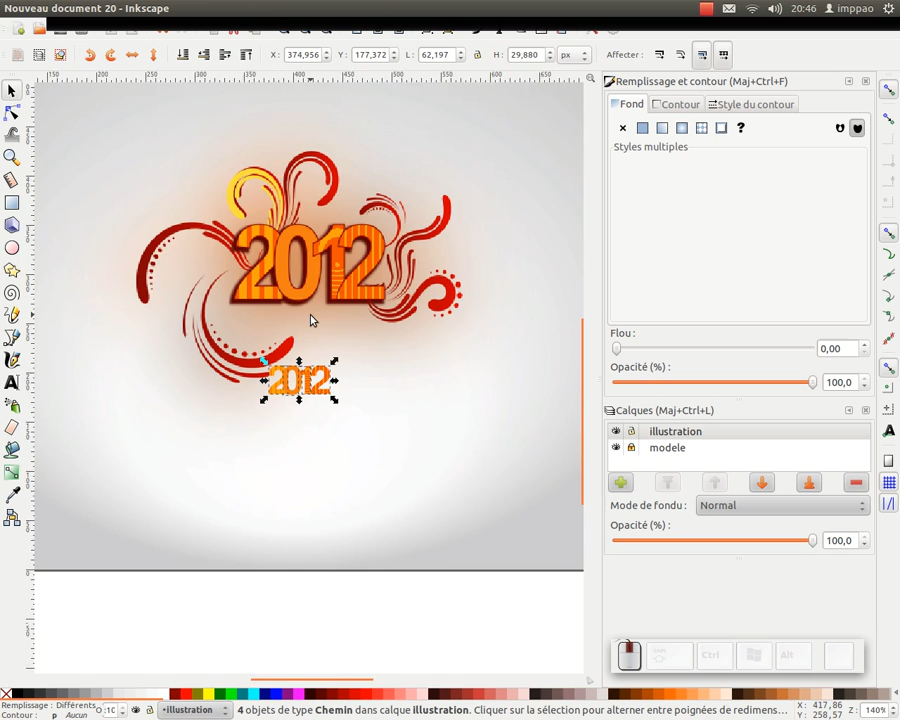 Nouveau document 20 - Inkscape
20:46
imppao
X: 374,956
Y: 177,372
L: 62,197
H: 29,880
px
Affecter :
Remplissage et contour (Maj+Ctrl+F)
Fond
Contour
Style du contour
?
Styles multiples
Flou :
0,00
Opacité (%) :
100,0
Calques (Maj+Ctrl+L)
illustration
modele
Mode de fondu :
Normal
Opacité (%) :
100,0
2012
2012
Ctrl
Alt
Remplissage : Différents
Contour : p Aucun
O :
•illustration
4 objets de type Chemin dans calque illustration. Cliquer sur la sélection pour alterner entre poignées de redimens...
X: 417,86
Y: 258,57
Z: 140%